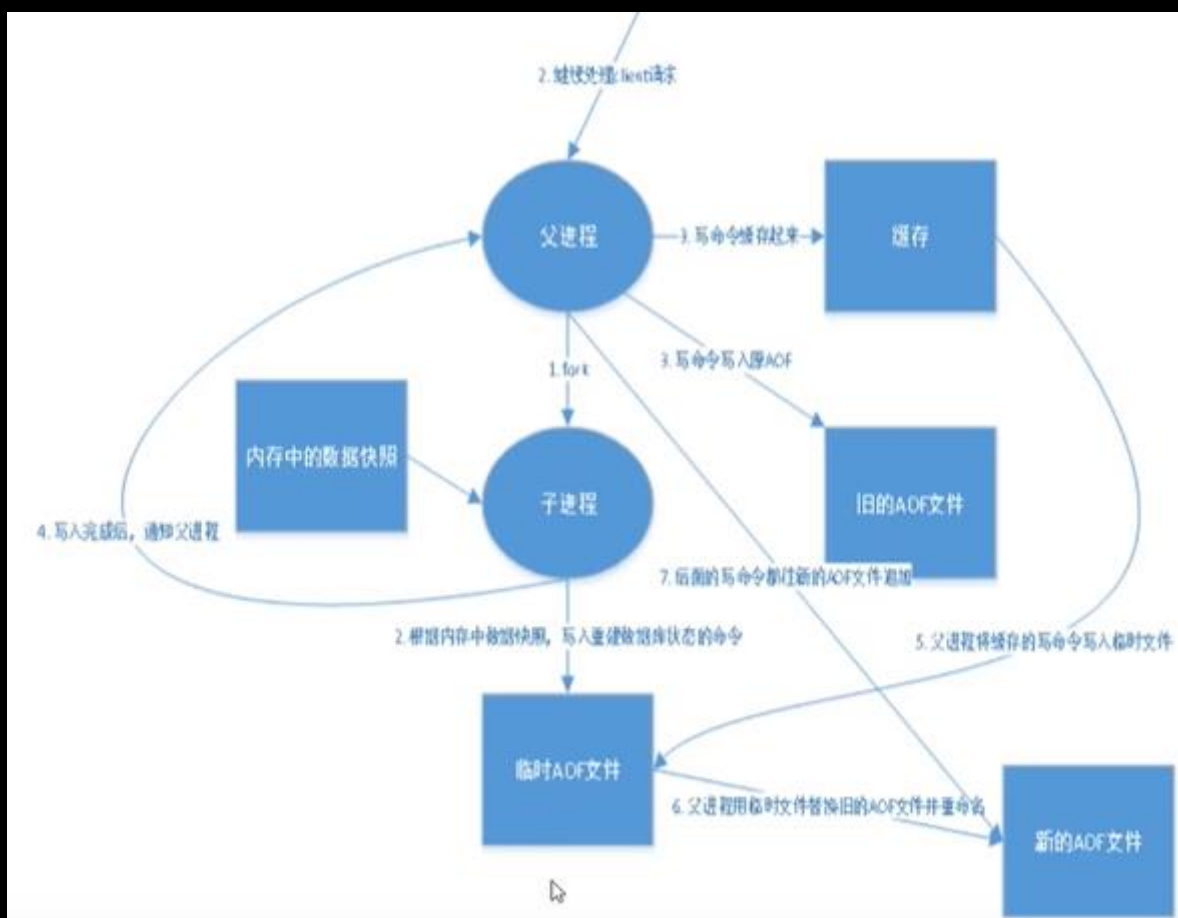 2. 继续处理client请求
父进程
3. 写命令缓存起来
缓存
1.fork
3. 写命令写入原AOF
内存中的数据快照
子进程
旧的AOF文件
4. 写入完成后，通知父进程
7. 后面的写命令都往新的AOF文件追加
2. 根据内存中数据快照，写入重建数据库状态的命令
5. 父进程将缓存的写命令写入临时文件
临时AOF文件
6. 父进程用临时文件替换旧的AOF文件并重命名
新的AOF文件